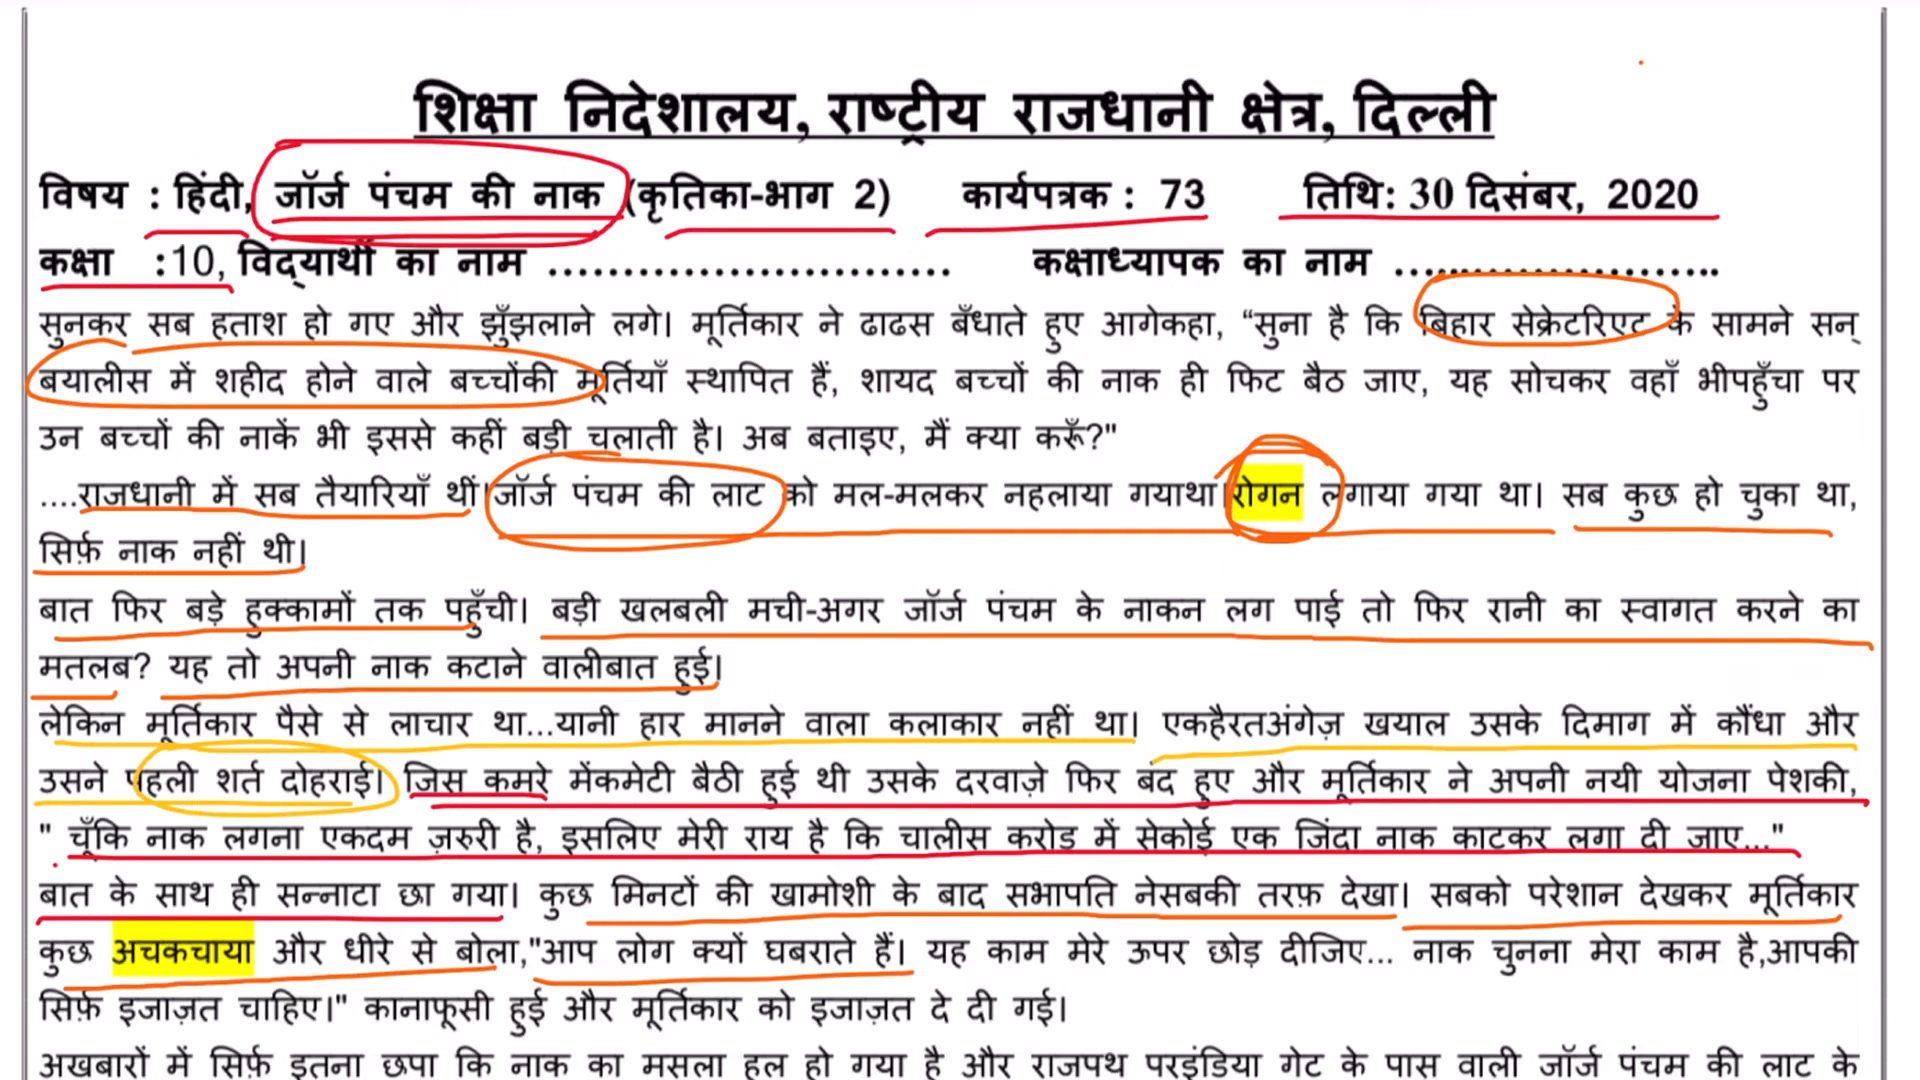 शिक्षा निदेशालय, राष्ट्रीय राजधानी क्षेत्र, दिल्ली
विषय : हिंदी, जॉर्ज पंचम की नाक (कृतिका-भाग 2) कार्यपत्रक : 73 तिथि: 30 दिसंबर, 2020
कक्षा :10, विद्यार्थी का नाम ........................... कक्षाध्यापक का नाम ......................
सुनकर सब हताश हो गए और झुँझलाने लगे। मूर्तिकार ने ढाढस बँधाते हुए आगेकहा, “सुना है कि बिहार सेक्रेटरिएट के सामने सन्
बयालीस में शहीद होने वाले बच्चोंकी मूर्तियाँ स्थापित हैं, शायद बच्चों की नाक ही फिट बैठ जाए, यह सोचकर वहाँ भीपहुँचा पर
उन बच्चों की नाकें भी इससे कहीं बड़ी चलाती है। अब बताइए, मैं क्या करूँ?"
....राजधानी में सब तैयारियाँ थीं।जॉर्ज पंचम की लाट को मल-मलकर नहलाया गयाथा।रोगन लगाया गया था। सब कुछ हो चुका था,
सिर्फ़ नाक नहीं थी।
बात फिर बड़े हुक्कामों तक पहुँची। बड़ी खलबली मची-अगर जॉर्ज पंचम के नाकन लग पाई तो फिर रानी का स्वागत करने का
मतलब? यह तो अपनी नाक कटाने वालीबात हुई।
लेकिन मूर्तिकार पैसे से लाचार था...यानी हार मानने वाला कलाकार नहीं था। एकहैरतअंगेज़ खयाल उसके दिमाग में कौंधा और
उसने पहली शर्त दोहराई। जिस कमरे मेंकमेटी बैठी हुई थी उसके दरवाज़े फिर बंद हुए और मूर्तिकार ने अपनी नयी योजना पेशकी,
" चूँकि नाक लगना एकदम ज़रुरी है, इसलिए मेरी राय है कि चालीस करोड में सेकोई एक जिंदा नाक काटकर लगा दी जाए..."
बात के साथ ही सन्नाटा छा गया। कुछ मिनटों की खामोशी के बाद सभापति नेसबकी तरफ़ देखा। सबको परेशान देखकर मूर्तिकार
कुछ अचकचाया और धीरे से बोला,"आप लोग क्यों घबराते हैं। यह काम मेरे ऊपर छोड़ दीजिए... नाक चुनना मेरा काम है,आपकी
सिर्फ़ इजाज़त चाहिए।" कानाफूसी हुई और मूर्तिकार को इजाज़त दे दी गई।
अखबारों में सिर्फ़ इतना छपा कि नाक का मसला हल हो गया है और राजपथ परइंडिया गेट के पास वाली जॉर्ज पंचम की लाट के